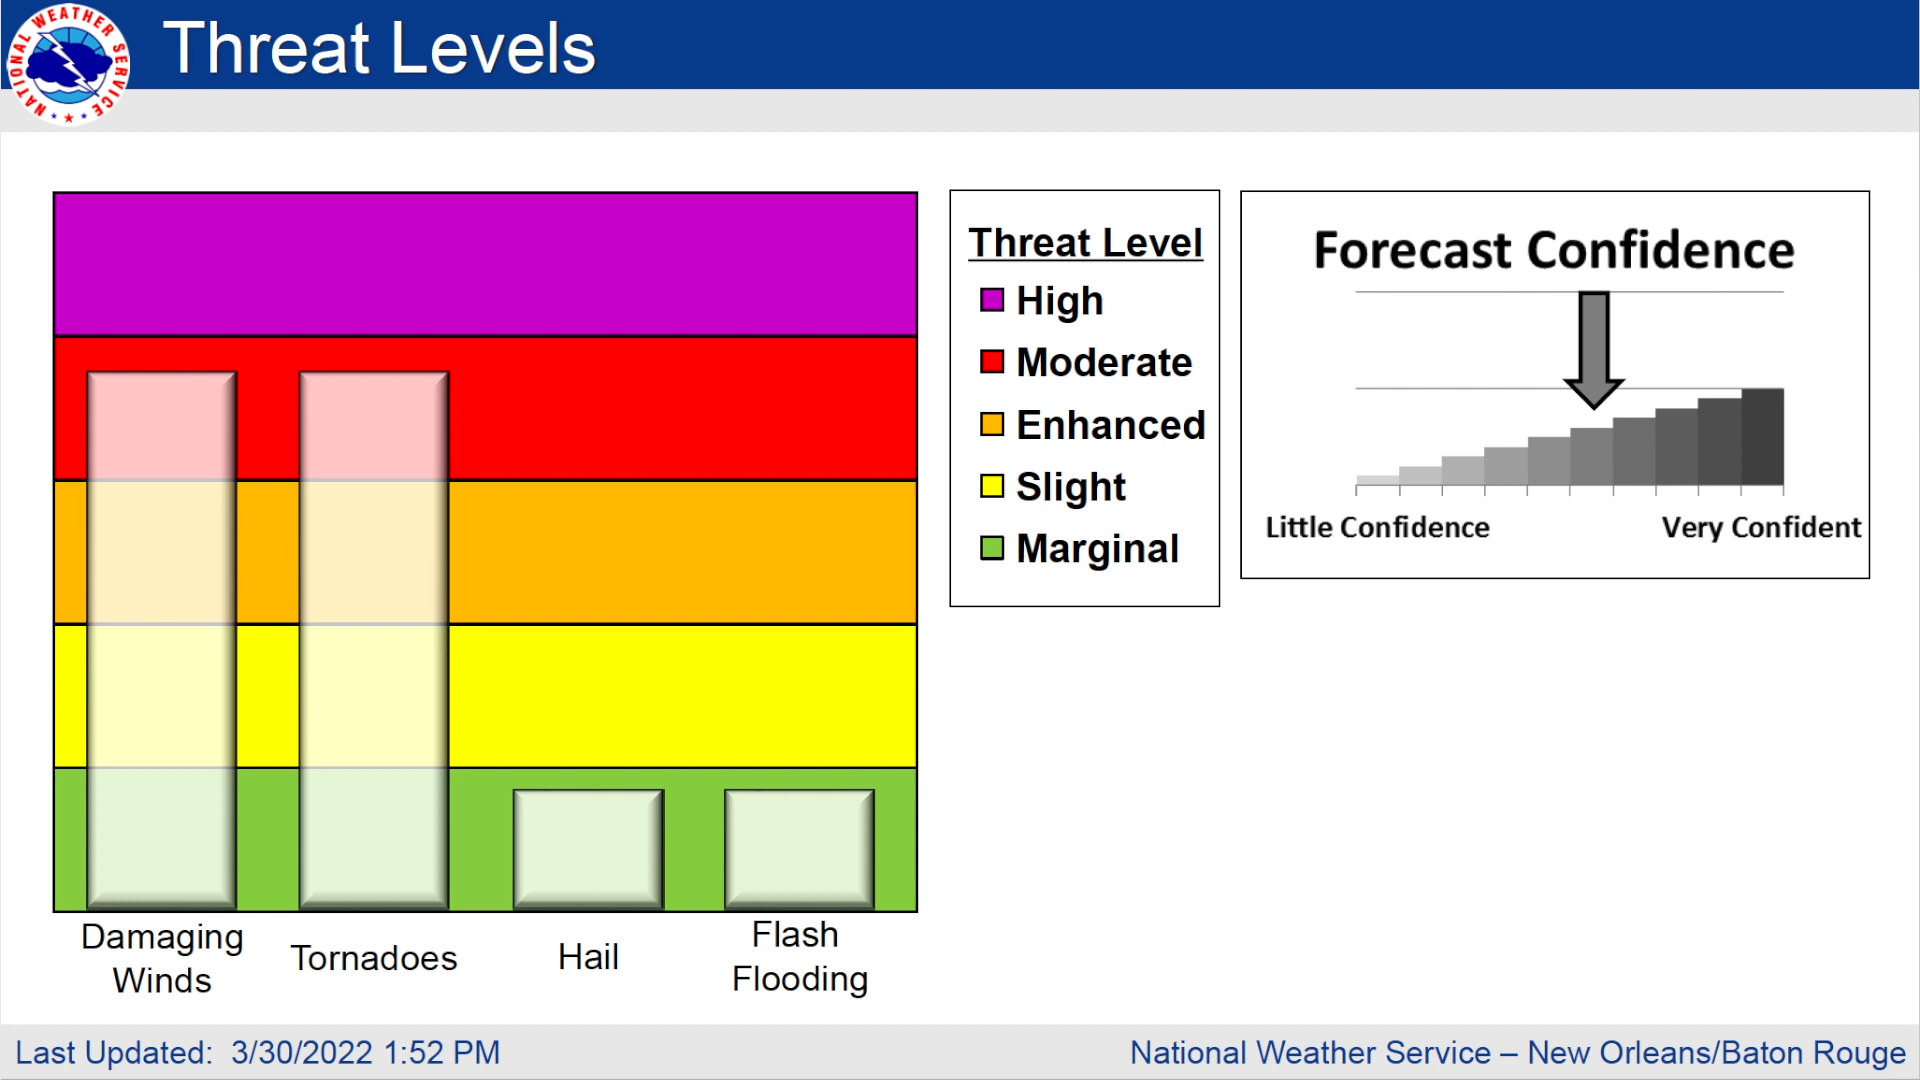 NATIONAL WEATHER SERVICE
Threat Levels
Threat Level
High
Moderate
Enhanced
Slight
Marginal
Forecast Confidence
Little Confidence
Very Confident
Damaging
Winds
Tornadoes
Hail
Flash
Flooding
Last Updated: 3/30/2022 1:52 PM
National Weather Service – New Orleans/Baton Rouge